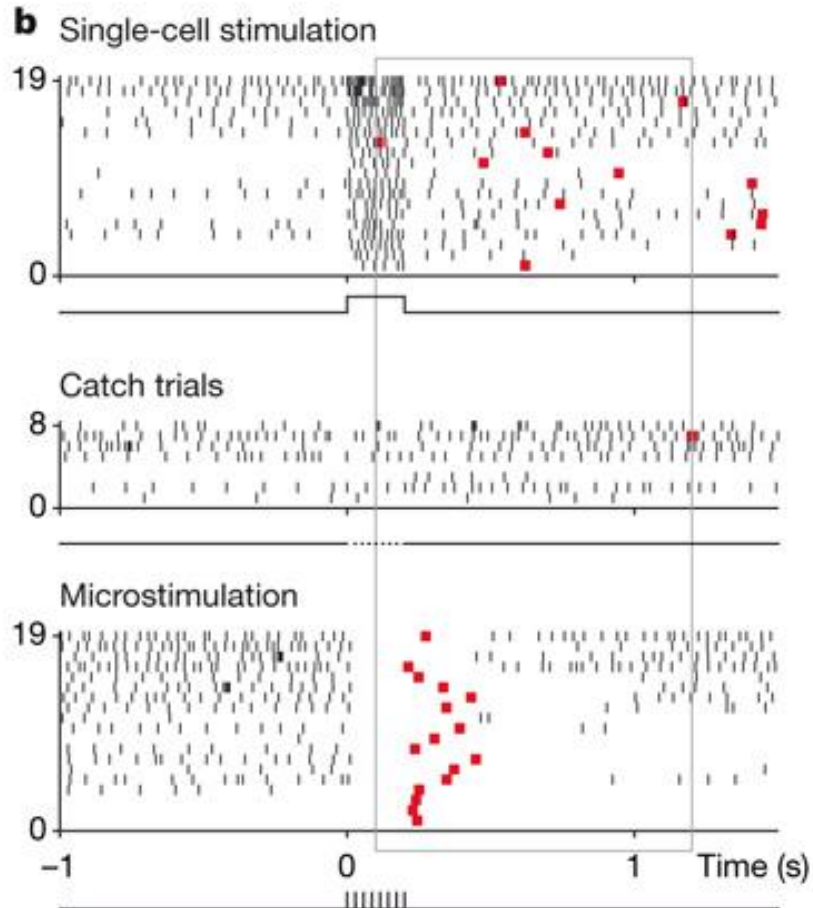 b
Single-cell stimulation
19
0
Catch trials
8
0
Microstimulation
19
0
−1 0 1 Time (s)